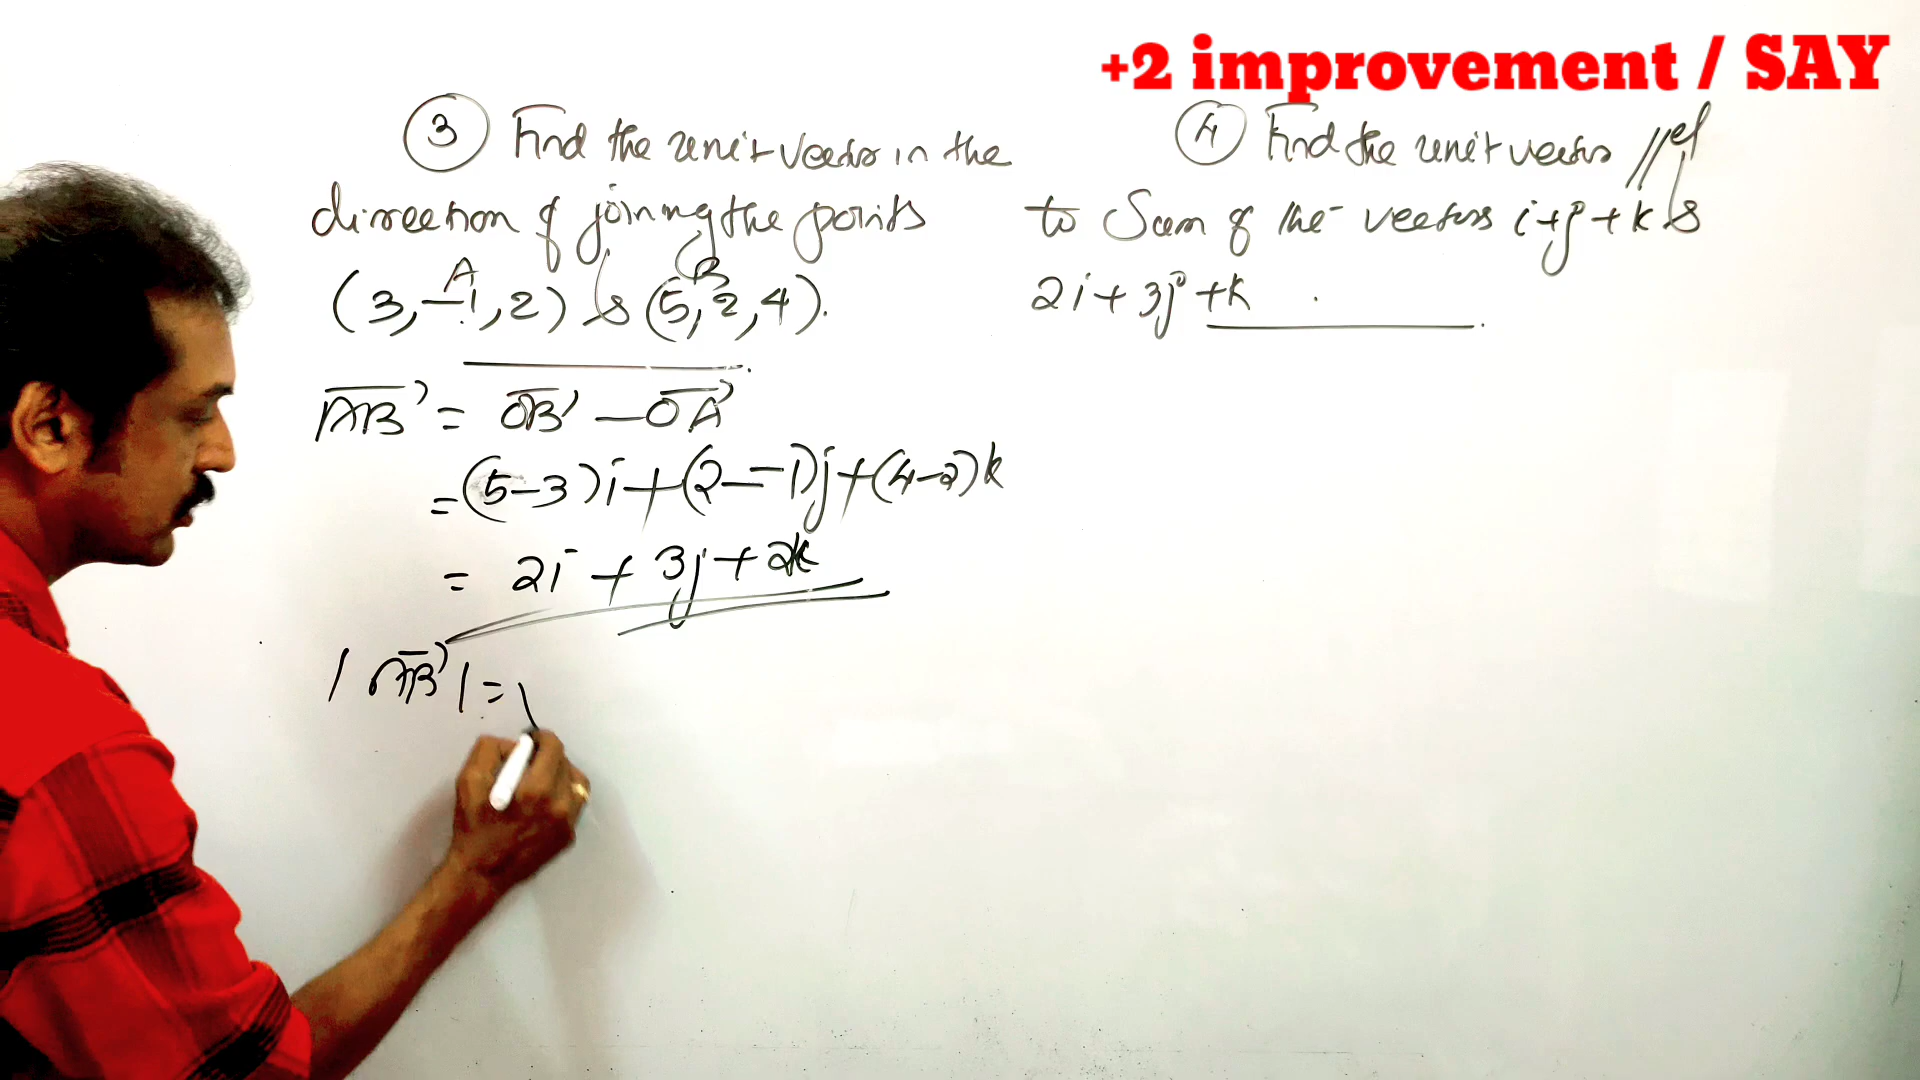 +2 improvement / SAY
③ Find the unit vector in the
direction of joining the points
A B
(3, -1, 2) & (5, 2, 4).
AB = OB - OA
= (5-3)i + (2--1)j + (4-2)k
= 2i + 3j + 2k
|AB| =
④ Find the unit vector //el
to Sum of the vectors i+j+k &
2i + 3j + k